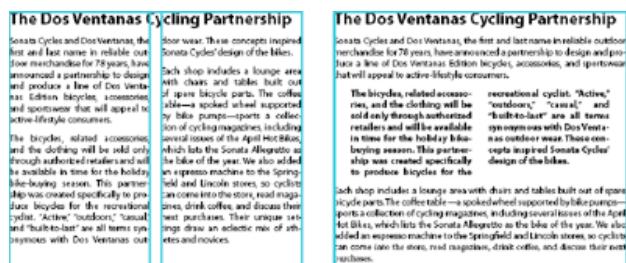 The Dos Ventanas Cycling Partnership
Sonata Cycles and Dos Ventanas, the
first and last name in reliable out-
door merchandise for 78 years, have
announced a partnership to design
and produce a line of Dos Venta-
nas Edition bicycles, accessories,
and sportswear that will appeal to
active-lifestyle consumers.
The bicycles, related accessories,
and the clothing will be sold only
through authorized retailers and will
be available in time for the holiday
bike-buying season. This partner-
ship was created specifically to pro-
duce bicycles for the recreational
cyclist. "Active," "outdoors," "casual,"
and "built-to-last" are all terms syn-
onymous with Dos Ventanas out-
door wear. These concepts inspired
Sonata Cycles' design of the bikes.
Each shop includes a lounge area
with chairs and tables built out
of spare bicycle parts. The coffee
table—a spoked wheel supported
by bike pumps—sports a collec-
tion of cycling magazines, including
several issues of the April Hot Bikes,
which lists the Sonata Allegretto as
the bike of the year. We also added
an espresso machine to the Spring-
field and Lincoln stores, so cyclists
can come into the store, read maga-
zines, drink coffee, and discuss their
next purchases. Their unique set-
tings draw an eclectic mix of ath-
letes and novices.
The Dos Ventanas Cycling Partnership
Sonata Cycles and Dos Ventanas, the first and last name in reliable outdoor
merchandise for 78 years, have announced a partnership to design and pro-
duce a line of Dos Ventanas Edition bicycles, accessories, and sportswear
that will appeal to active-lifestyle consumers.
The bicycles, related accesso-
ries, and the clothing will be
sold only through authorized
retailers and will be available
in time for the holiday bike-
buying season. This partner-
ship was created specifically
to produce bicycles for the
recreational cyclist. "Active,"
"outdoors," "casual," and
"built-to-last" are all terms
synonymous with Dos Venta-
nas outdoor wear. These con-
cepts inspired Sonata Cycles'
design of the bikes.
Each shop includes a lounge area with chairs and tables built out of spare
bicycle parts. The coffee table—a spoked wheel supported by bike pumps—
sports a collection of cycling magazines, including several issues of the April
Hot Bikes, which lists the Sonata Allegretto as the bike of the year. We also
added an espresso machine to the Springfield and Lincoln stores, so cyclists
can come into the store, read magazines, drink coffee, and discuss their next
purchases.